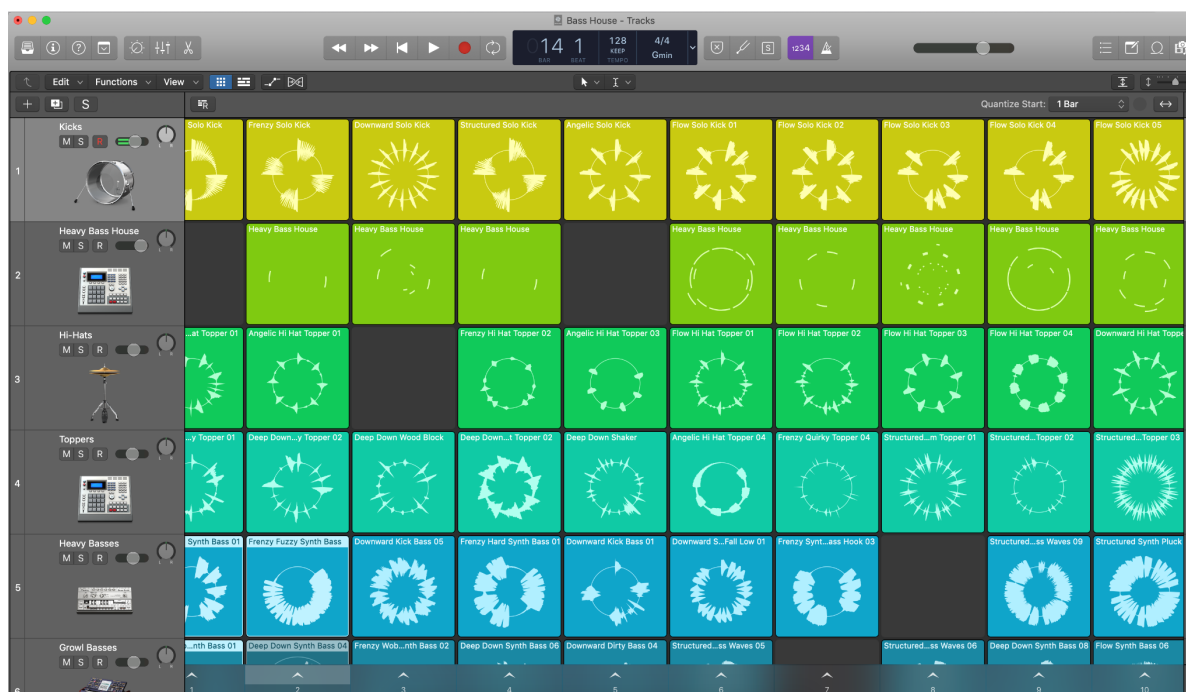 Bass House - Tracks
14 1 128 4/4
KEEP Gmin
BAR BEAT TEMPO
S 1234
Edit Functions View
S Quantize Start: 1 Bar
Kicks
M S R
1
Solo Kick
Frenzy Solo Kick
Downward Solo Kick
Structured Solo Kick
Angelic Solo Kick
Flow Solo Kick 01
Flow Solo Kick 02
Flow Solo Kick 03
Flow Solo Kick 04
Flow Solo Kick 05
Heavy Bass House
M S R
2
Heavy Bass House
Heavy Bass House
Heavy Bass House
Heavy Bass House
Heavy Bass House
Heavy Bass House
Heavy Bass House
Heavy Bass House
Hi-Hats
M S R
3
...at Topper 01
Angelic Hi Hat Topper 01
Frenzy Hi Hat Topper 02
Angelic Hi Hat Topper 03
Flow Hi Hat Topper 01
Flow Hi Hat Topper 02
Flow Hi Hat Topper 03
Flow Hi Hat Topper 04
Downward Hi Hat Toppe
Toppers
M S R
4
...y Topper 01
Deep Down...y Topper 02
Deep Down Wood Block
Deep Down...t Topper 02
Deep Down Shaker
Angelic Hi Hat Topper 04
Frenzy Quirky Topper 04
Structured...m Topper 01
Structured...Topper 02
Structured...Topper 03
Heavy Basses
M S R
5
Synth Bass 01
Frenzy Fuzzy Synth Bass
Downward Kick Bass 05
Frenzy Hard Synth Bass 01
Downward Kick Bass 01
Downward S...Fall Low 01
Frenzy Synt...ass Hook 03
Structured...ss Waves 09
Structured Synth Pluck
Growl Basses
M S R
6
...nth Bass 01
Deep Down Synth Bass 04
Frenzy Wob...nth Bass 02
Deep Down Synth Bass 06
Downward Dirty Bass 04
Structured...ss Waves 05
Structured...ss Waves 06
Deep Down Synth Bass 08
Flow Synth Bass 06
1 2 3 4 5 6 7 8 9 10